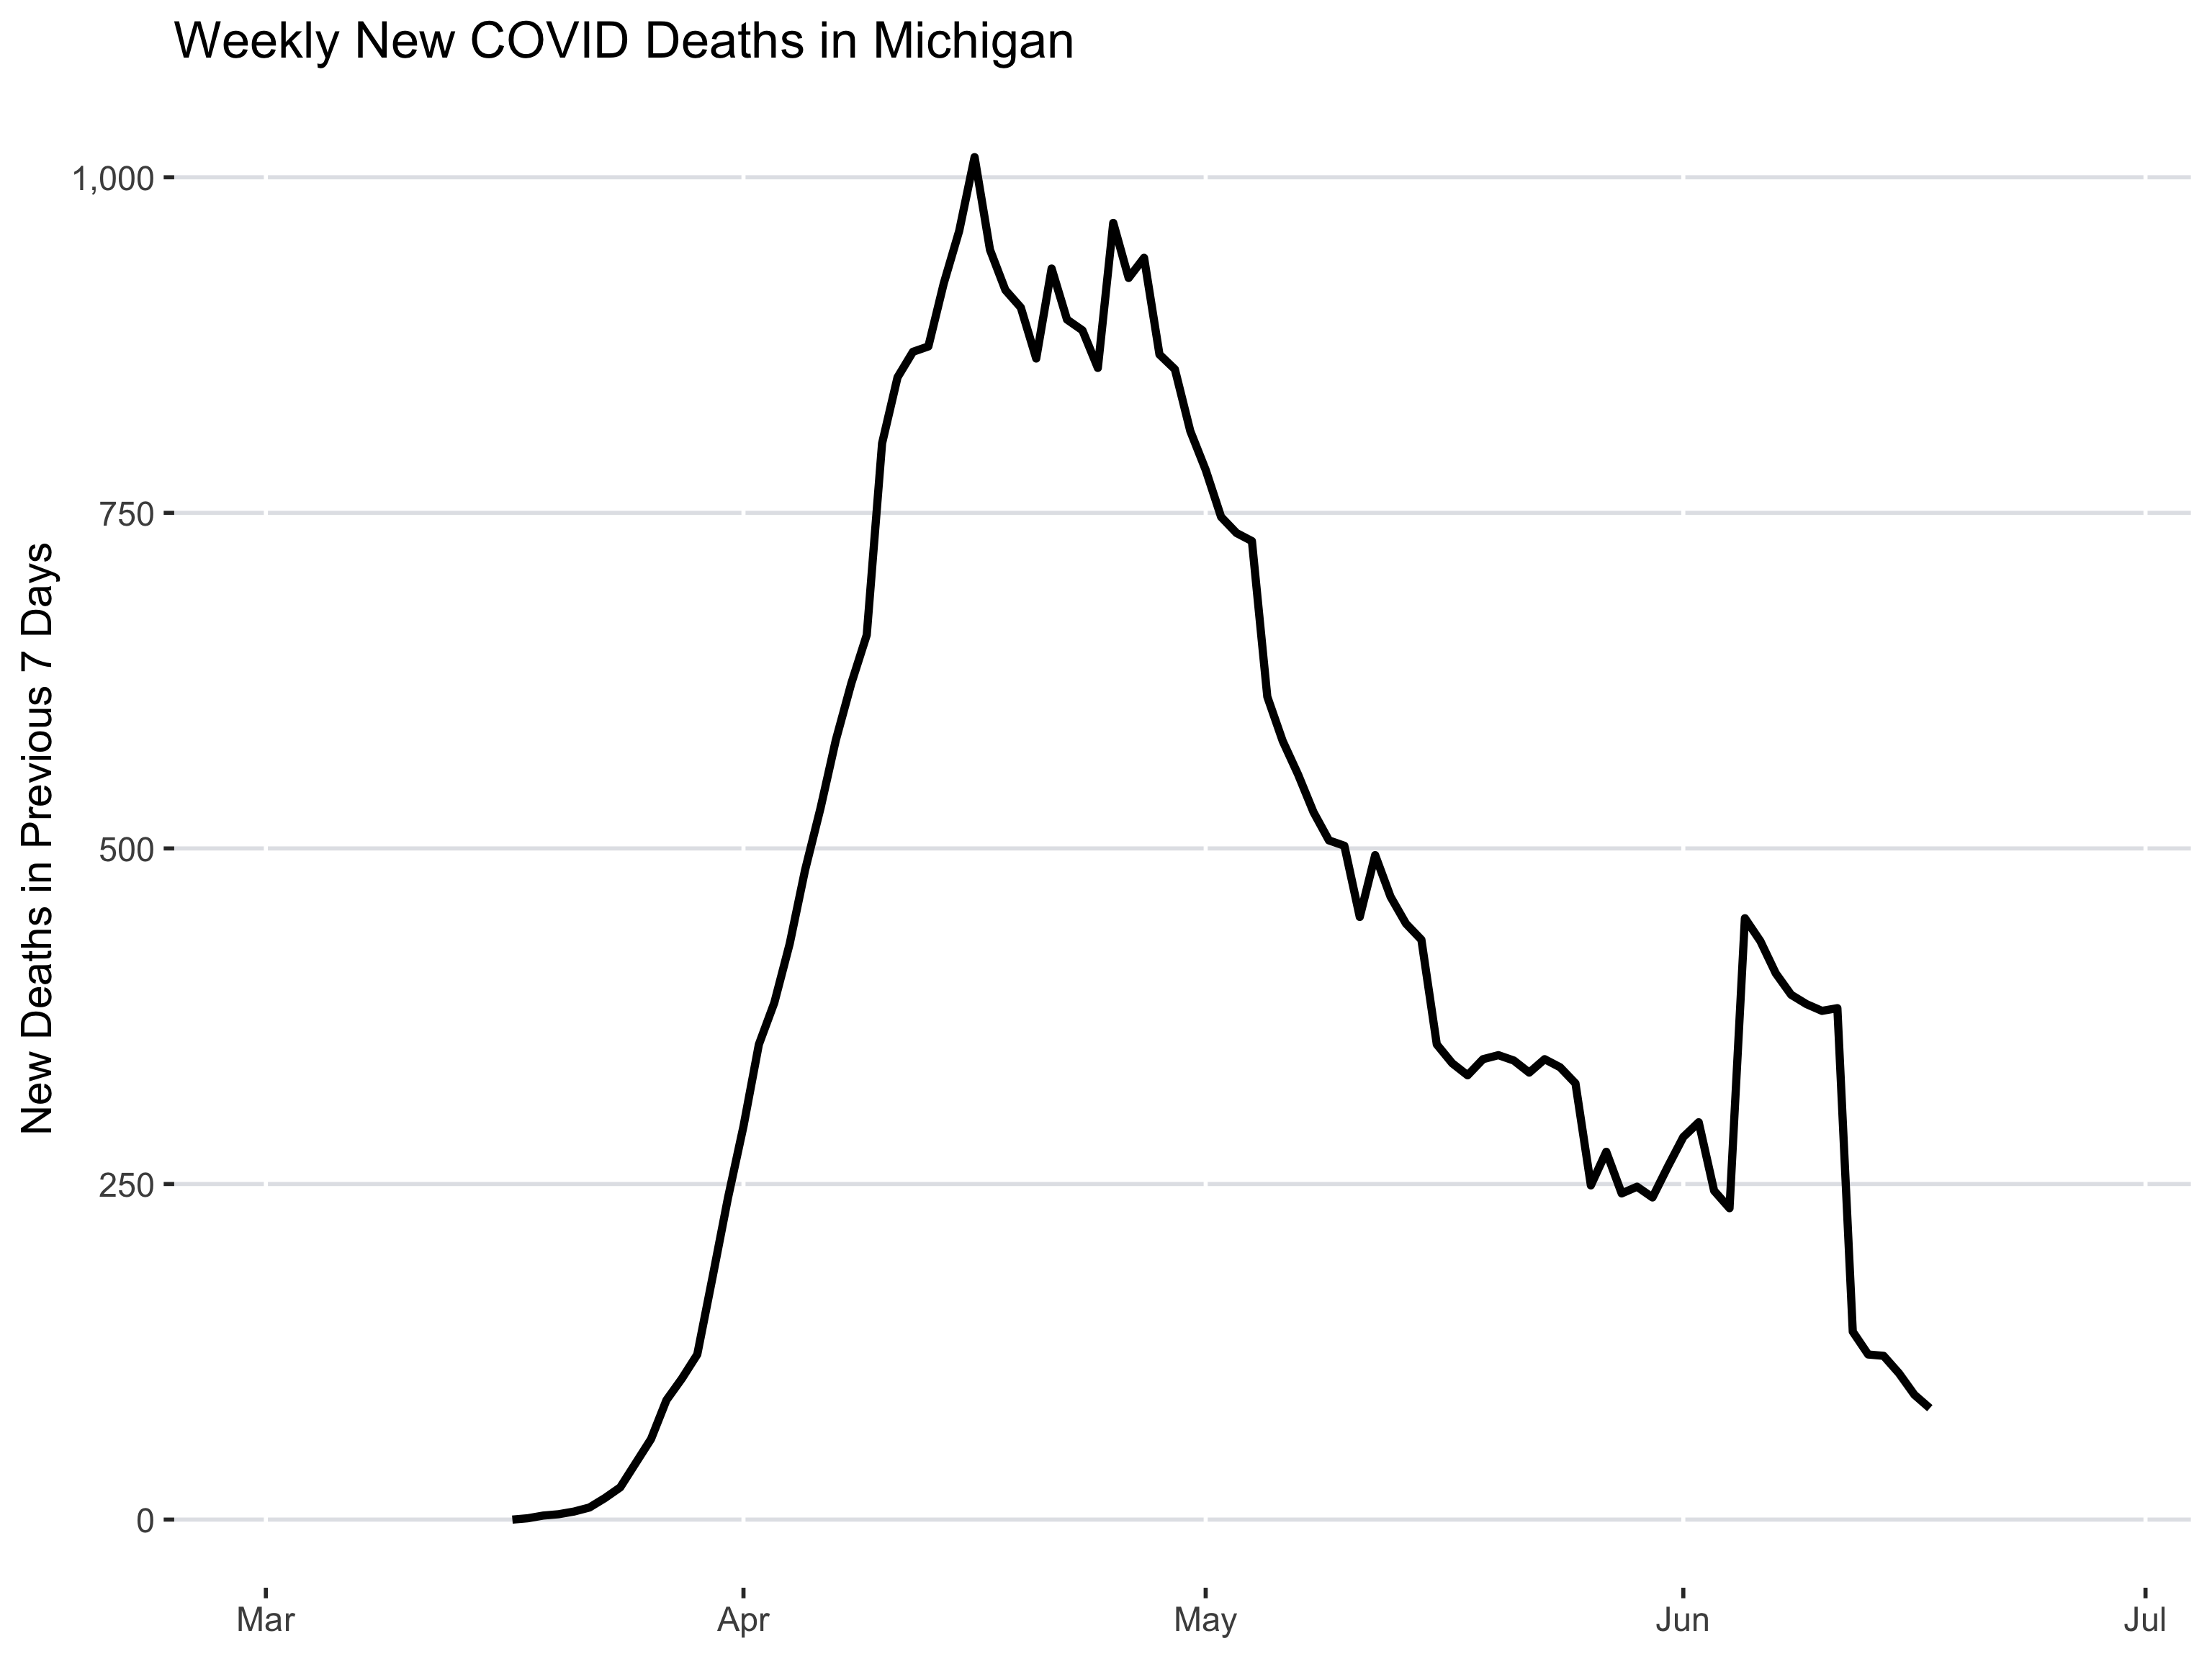 Weekly New COVID Deaths in Michigan
New Deaths in Previous 7 Days
1,000
750
500
250
0
Mar
Apr
May
Jun
Jul